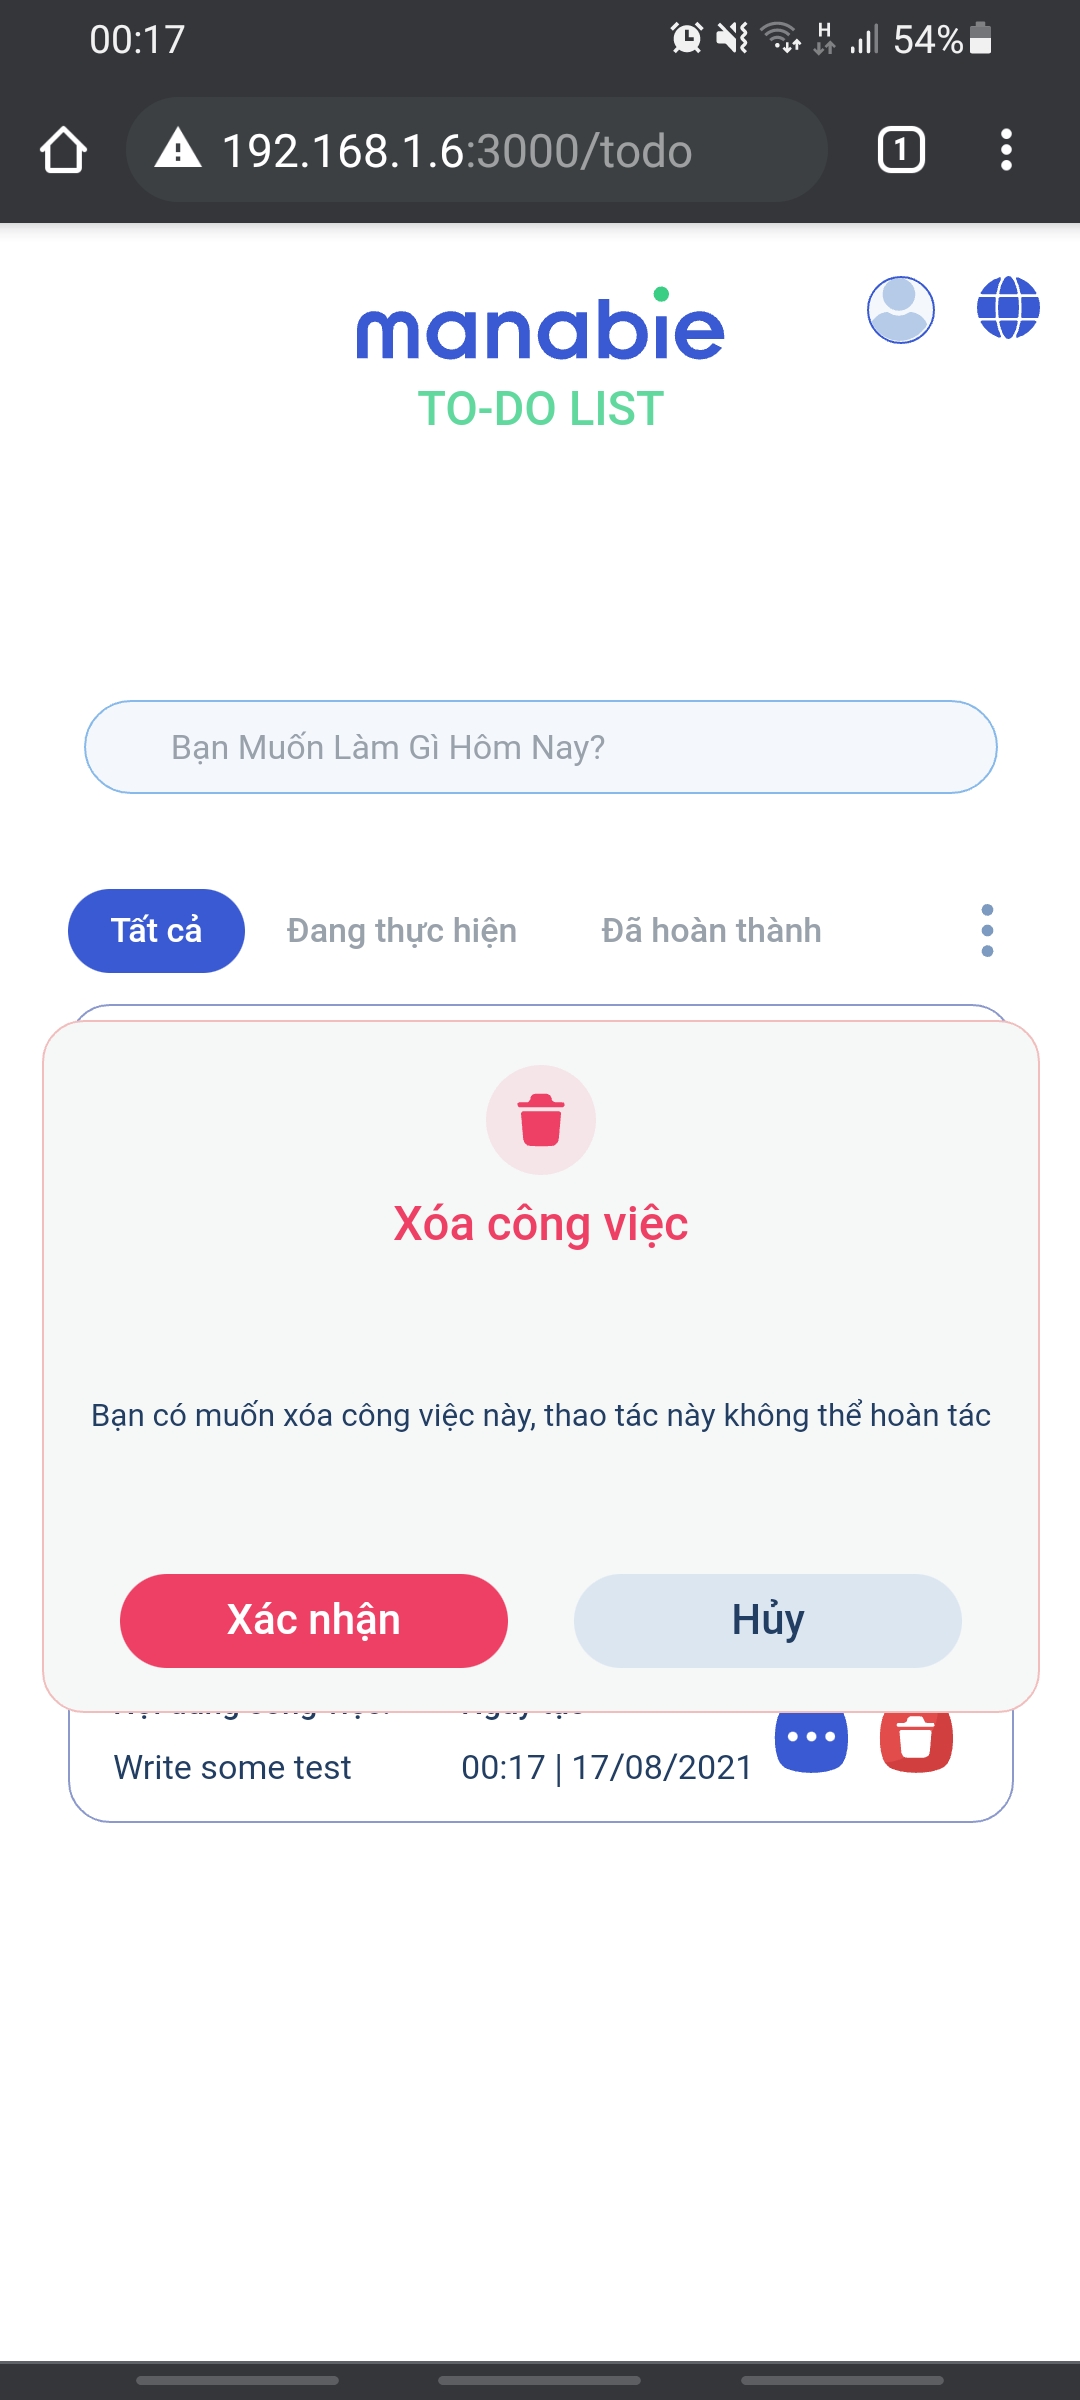 00:17
H
54%
192.168.1.6:3000/todo
1
manabie
TO-DO LIST
Bạn Muốn Làm Gì Hôm Nay?
Tất cả
Đang thực hiện
Đã hoàn thành
Xóa công việc
Bạn có muốn xóa công việc này, thao tác này không thể hoàn tác
Xác nhận
Hủy
Write some test
00:17 | 17/08/2021